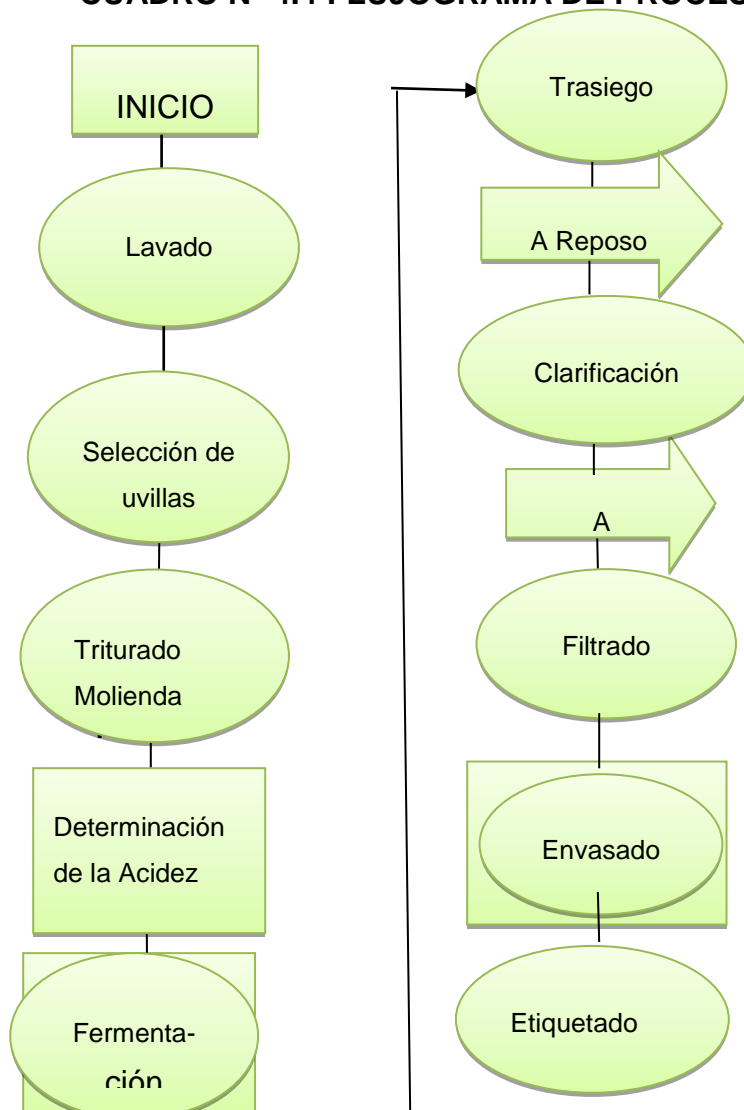 INICIO
Lavado
Selección de
uvillas
Triturado
Molienda
Determinación
de la Acidez
Fermenta-
ción
Trasiego
A Reposo
Clarificación
A
Filtrado
Envasado
Etiquetado